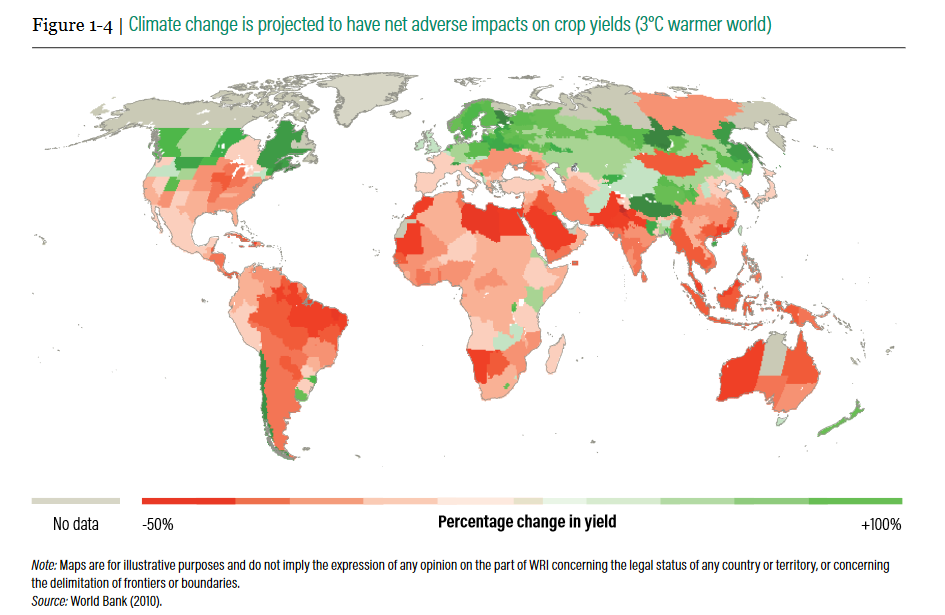 Figure 1-4 | Climate change is projected to have net adverse impacts on crop yields (3°C warmer world)
No data
-50%
Percentage change in yield
+100%
Note: Maps are for illustrative purposes and do not imply the expression of any opinion on the part of WRI concerning the legal status of any country or territory, or concerning
the delimitation of frontiers or boundaries.
Source: World Bank (2010).